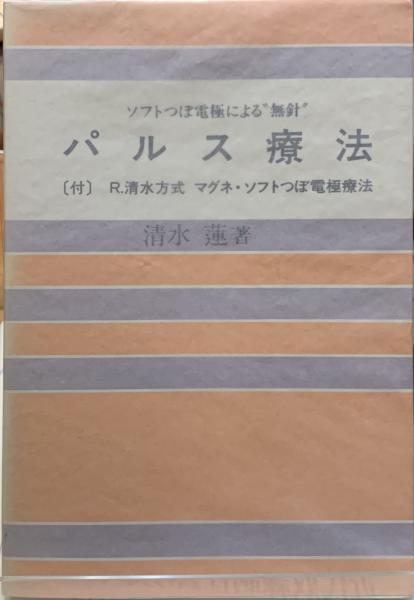 ソフトつぼ電極による〝無針〟
パルス療法
〔付〕 R.清水方式 マグネ・ソフトつぼ電極療法
清水 蓮著